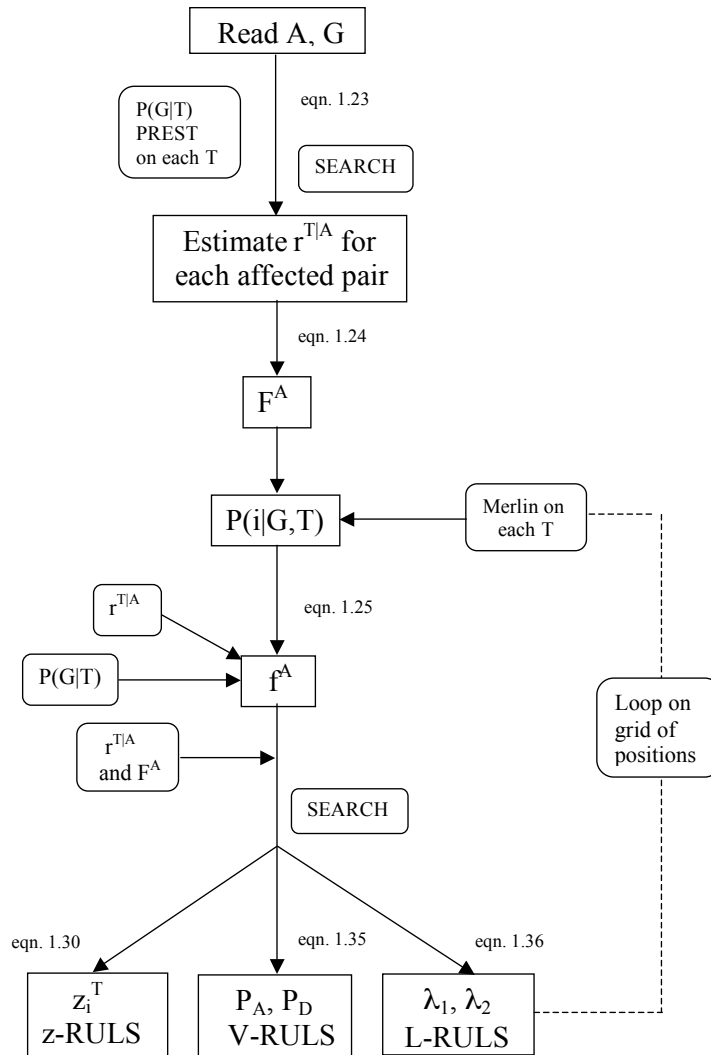 Read A, G
eqn. 1.23
P(G|T)
PREST
on each T
SEARCH
Estimate r^{T|A} for
each affected pair
eqn. 1.24
F^A
P(i|G,T)
Merlin on
each T
eqn. 1.25
r^{T|A}
P(G|T)
f^A
Loop on
grid of
positions
r^{T|A}
and F^A
SEARCH
eqn. 1.30
eqn. 1.35
eqn. 1.36
z_i^T
z-RULS
P_A, P_D
V-RULS
λ_1, λ_2
L-RULS